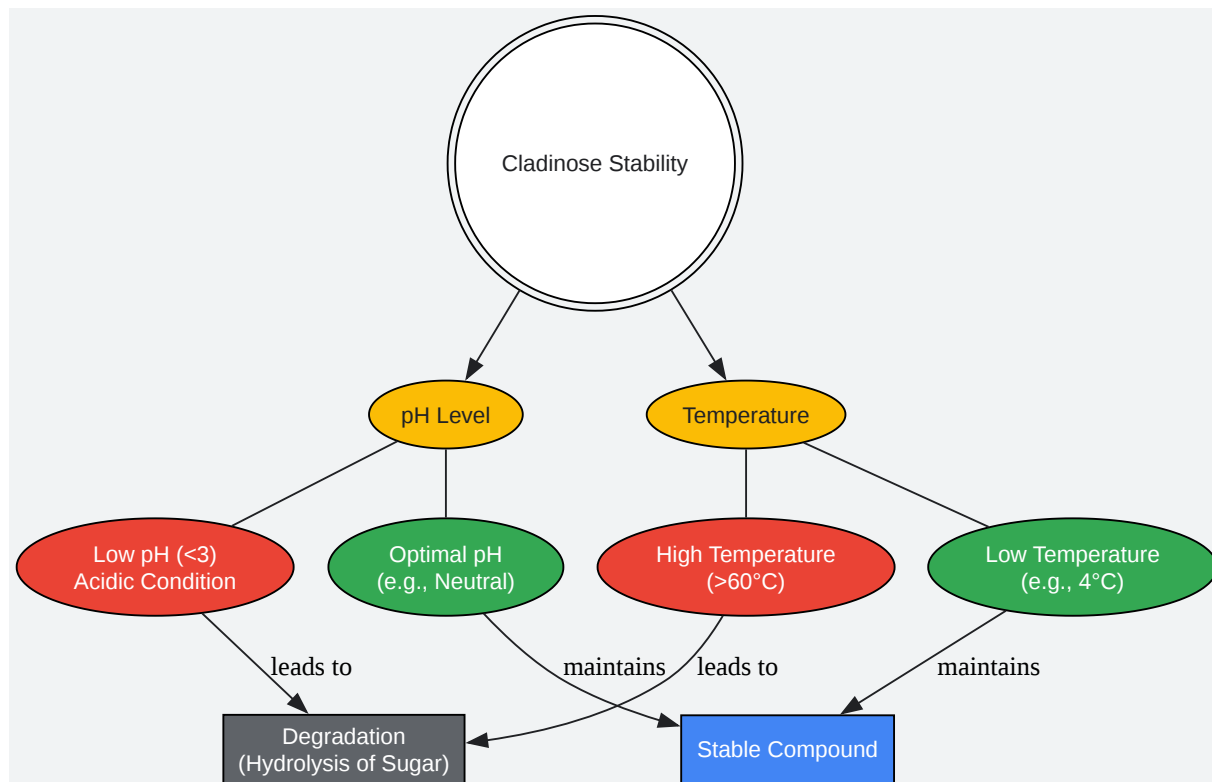 Cladinose Stability
pH Level
Temperature
Low pH (<3)
Acidic Condition
Optimal pH
(e.g., Neutral)
High Temperature
(>60°C)
Low Temperature
(e.g., 4°C)
leads to
maintains
leads to
maintains
Degradation
(Hydrolysis of Sugar)
Stable Compound